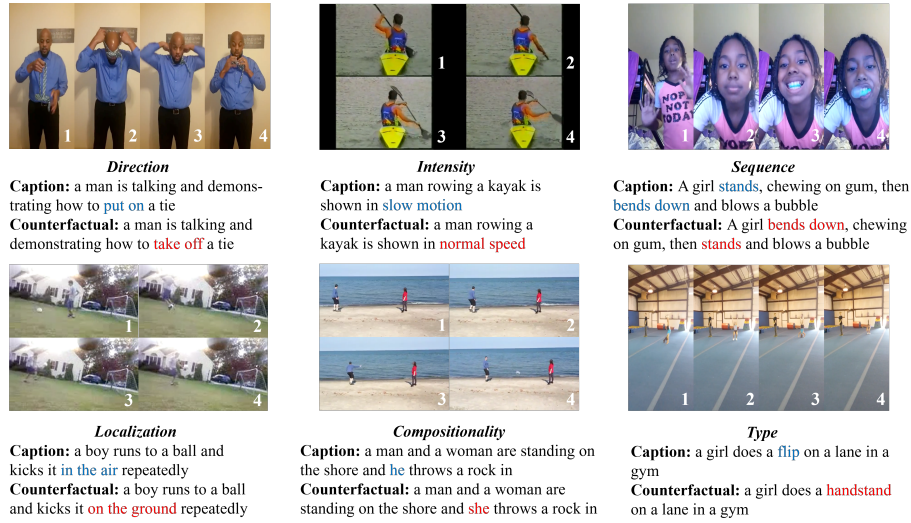 1 2 3 4
1 2
3 4
NOP
NOT
TODAY
1 2 3 4
Direction
Caption: a man is talking and demons-
trating how to put on a tie
Counterfactual: a man is talking and
demonstrating how to take off a tie
Intensity
Caption: a man rowing a kayak is
shown in slow motion
Counterfactual: a man rowing a
kayak is shown in normal speed
Sequence
Caption: A girl stands, chewing on gum, then
bends down and blows a bubble
Counterfactual: A girl bends down, chewing
on gum, then stands and blows a bubble
1 2
3 4
1 2
3 4
1 2 3 4
Localization
Caption: a boy runs to a ball and
kicks it in the air repeatedly
Counterfactual: a boy runs to a ball
and kicks it on the ground repeatedly
Compositionality
Caption: a man and a woman are standing on
the shore and he throws a rock in
Counterfactual: a man and a woman are
standing on the shore and she throws a rock in
Type
Caption: a girl does a flip on a lane in a
gym
Counterfactual: a girl does a handstand
on a lane in a gym